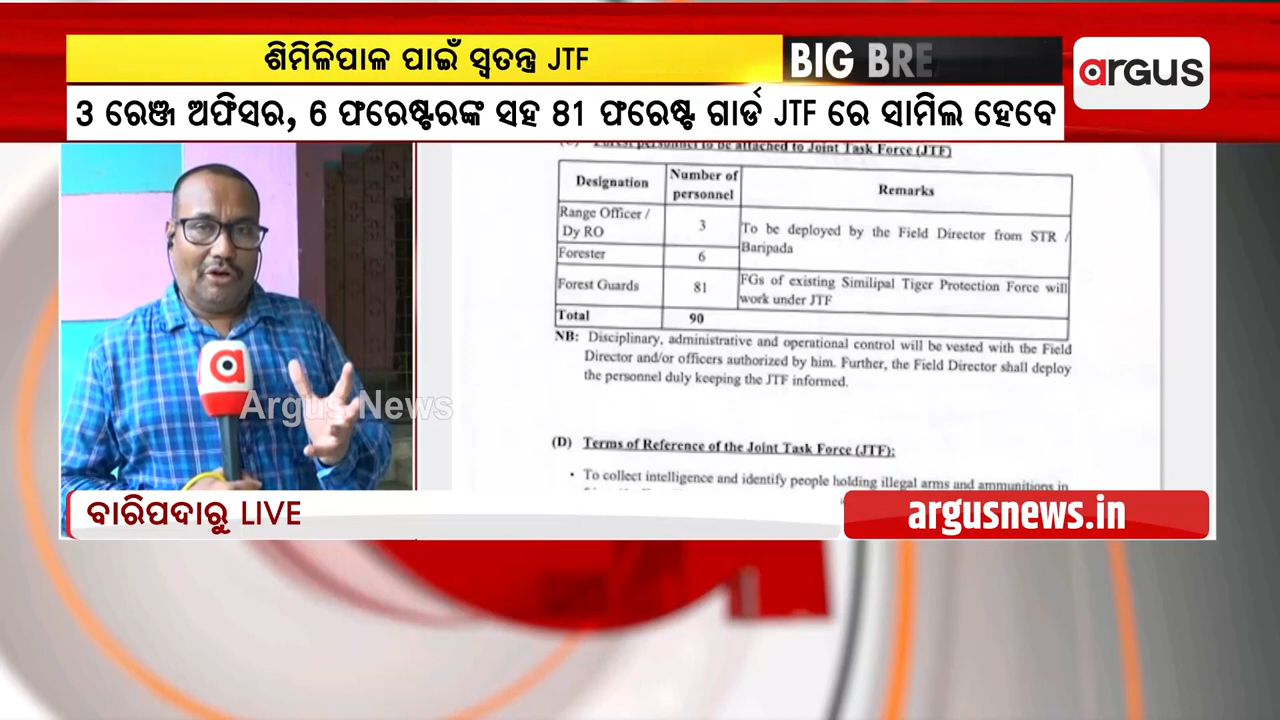 ଶିମିଳିପାଳ ପାଇଁ ସ୍ୱତନ୍ତ୍ର JTF
BIG BRE
argus
3 ରେଞ୍ଜ ଅଫିସର, 6 ଫରେଷ୍ଟରଙ୍କ ସହ 81 ଫରେଷ୍ଟ ଗାର୍ଡ JTF ରେ ସାମିଲ ହେବେ
(C) Forest personnel to be attached to Joint Task Force (JTF)
Designation Number of personnel Remarks
Range Officer / Dy RO 3 To be deployed by the Field Director from STR / Baripada
Forester 6
Forest Guards 81 FGs of existing Similipal Tiger Protection Force will work under JTF
Total 90
NB: Disciplinary, administrative and operational control will be vested with the Field
Director and/or officers authorized by him. Further, the Field Director shall deploy
the personnel duly keeping the JTF informed.
(D) Terms of Reference of the Joint Task Force (JTF):
• To collect intelligence and identify people holding illegal arms and ammunitions in
a
Argus News
ବାରିପଦାରୁ LIVE
argusnews.in